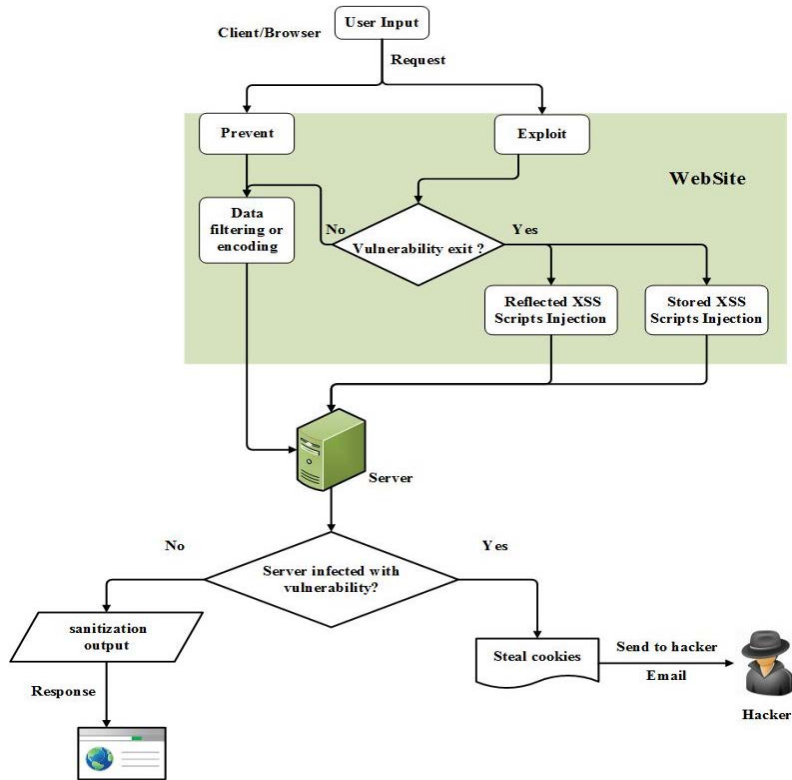 User Input
Client/Browser
Request
Prevent
Exploit
WebSite
Data
filtering or
encoding
No
Vulnerability exit ?
Yes
Reflected XSS
Scripts Injection
Stored XSS
Scripts Injection
Server
No
Yes
Server infected with
vulnerability?
sanitization
output
Steal cookies
Send to hacker
Email
Response
Hacker